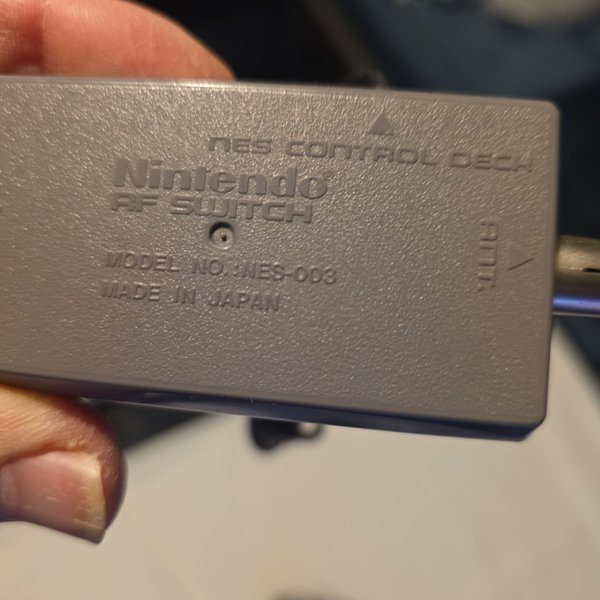 NES CONTROL DECK
Nintendo®
RF SWITCH
ANT.
MODEL NO.:NES-003
MADE IN JAPAN